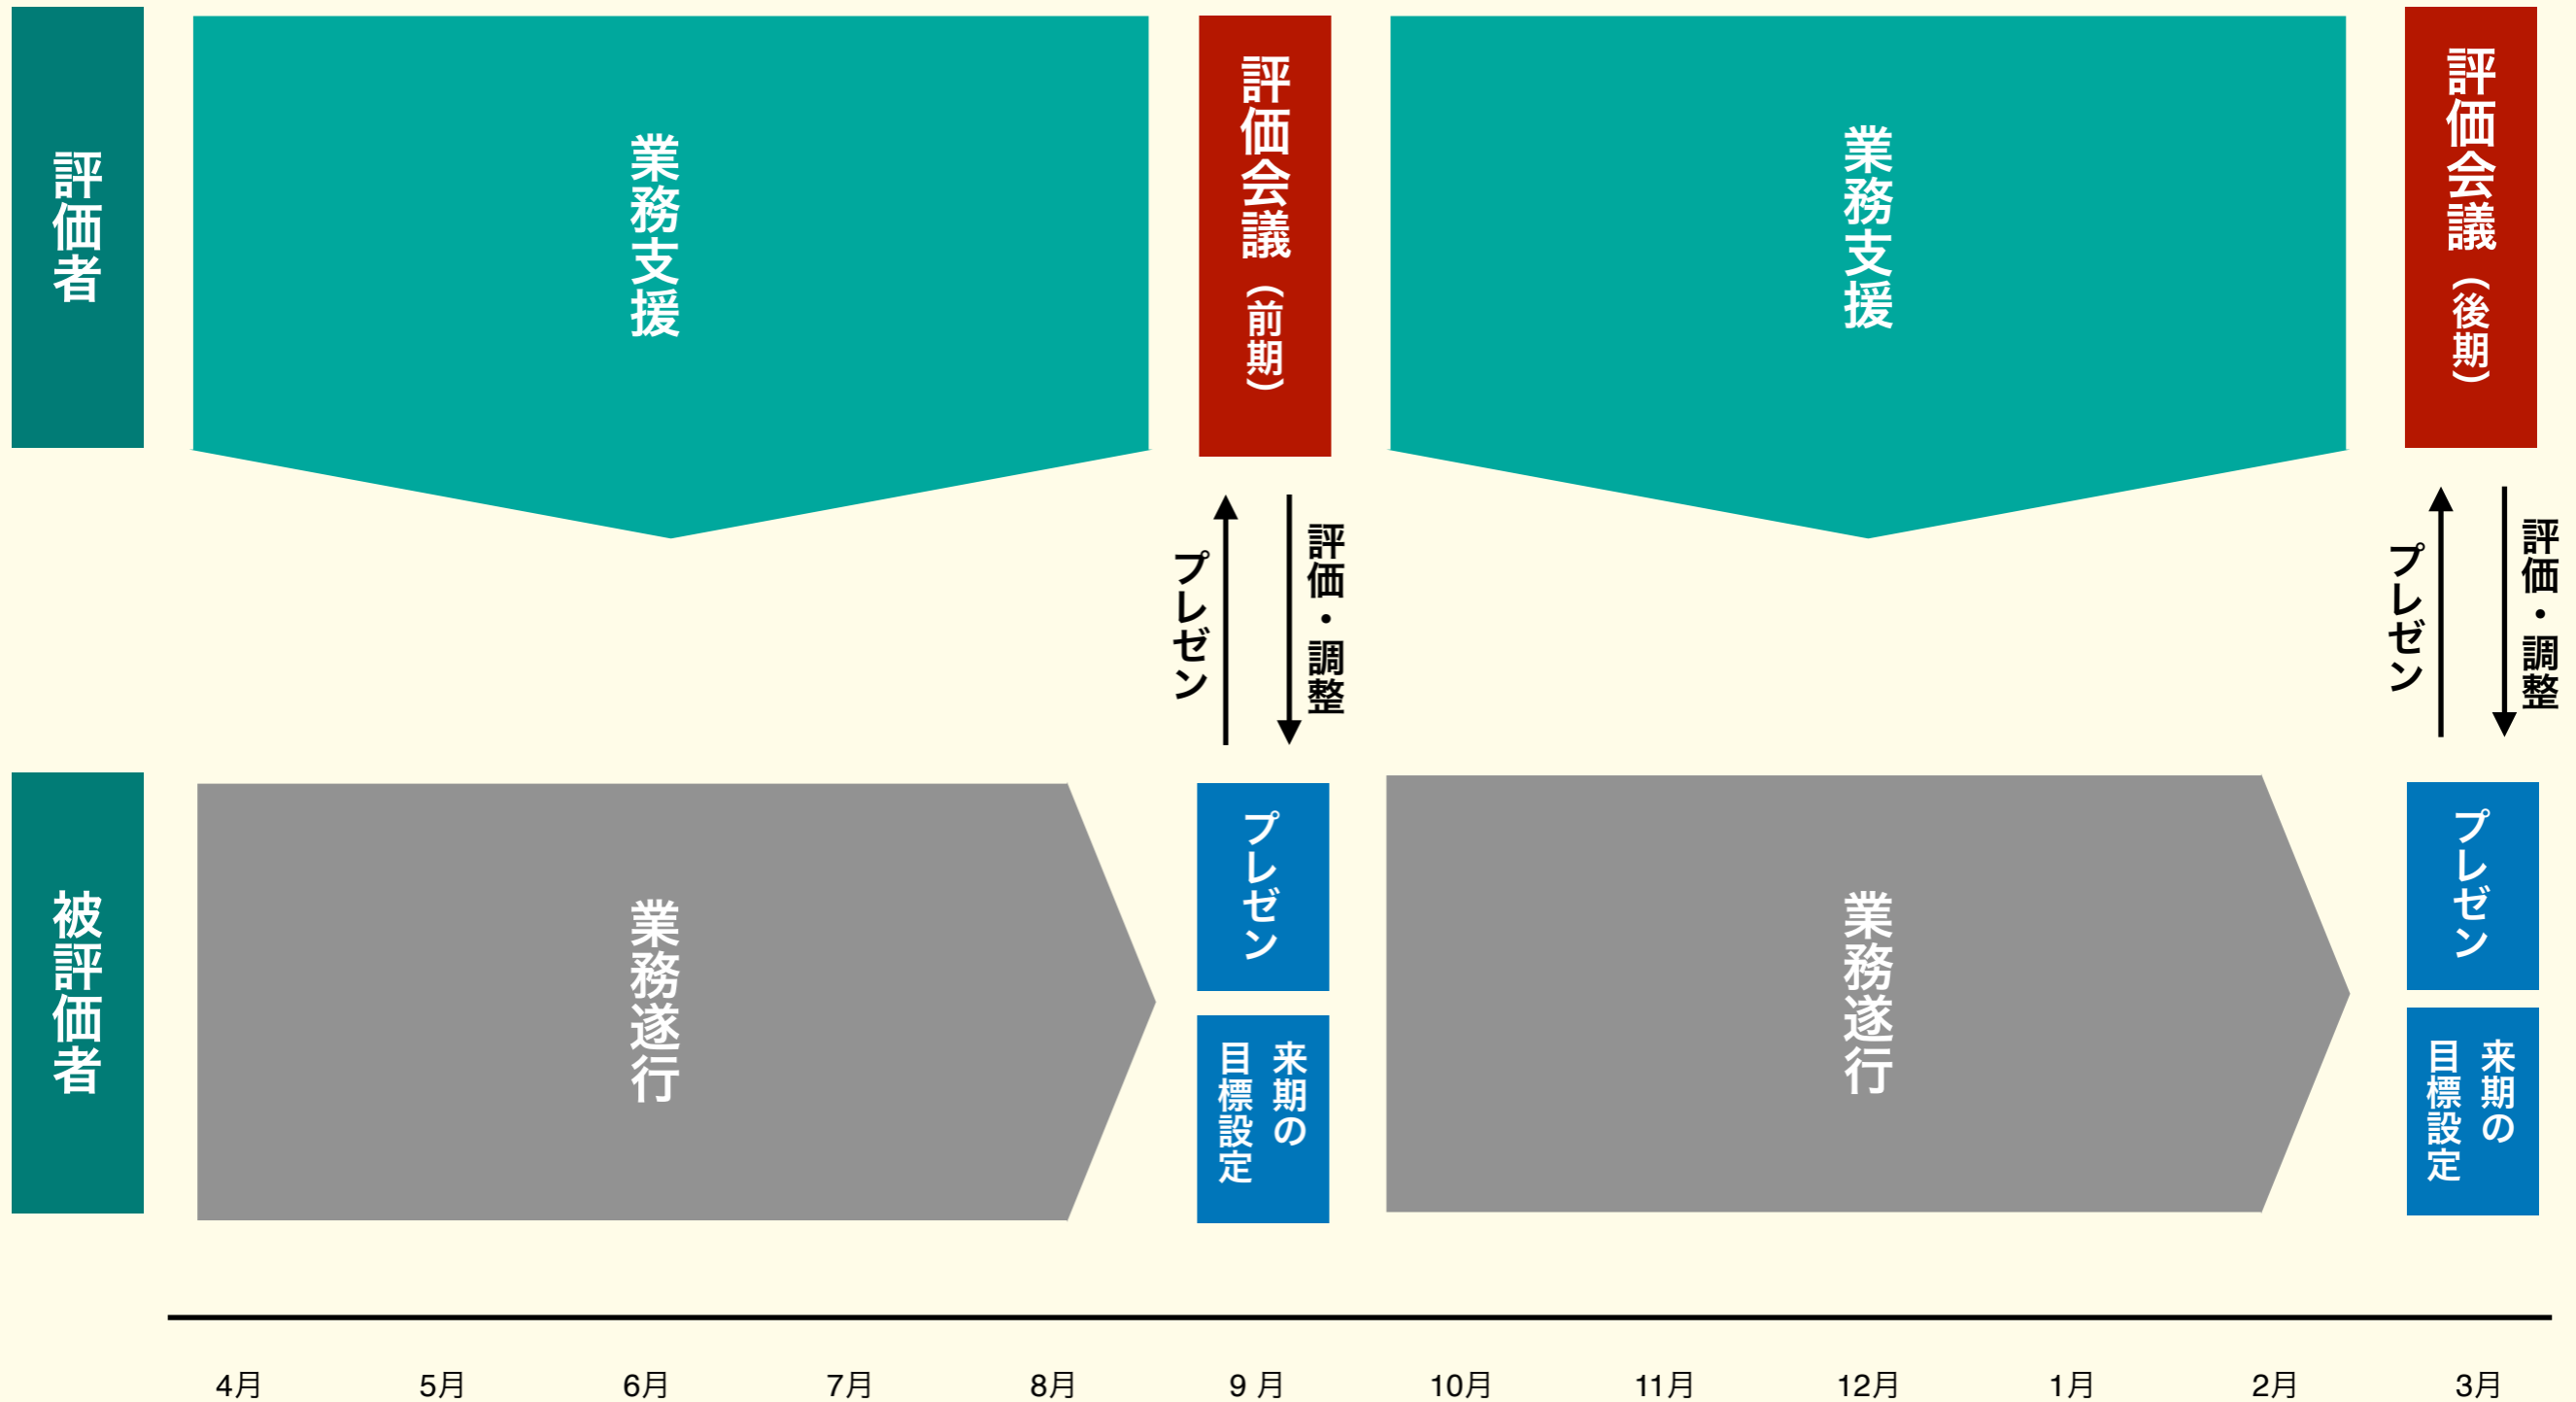 評価者
業務支援
評価会議（前期）
業務支援
評価会議（後期）
プレゼン
評価・調整
プレゼン
評価・調整
被評価者
業務遂行
プレゼン
来期の
目標設定
業務遂行
プレゼン
来期の
目標設定
4月
5月
6月
7月
8月
9 月
10月
11月
12月
1月
2月
3月